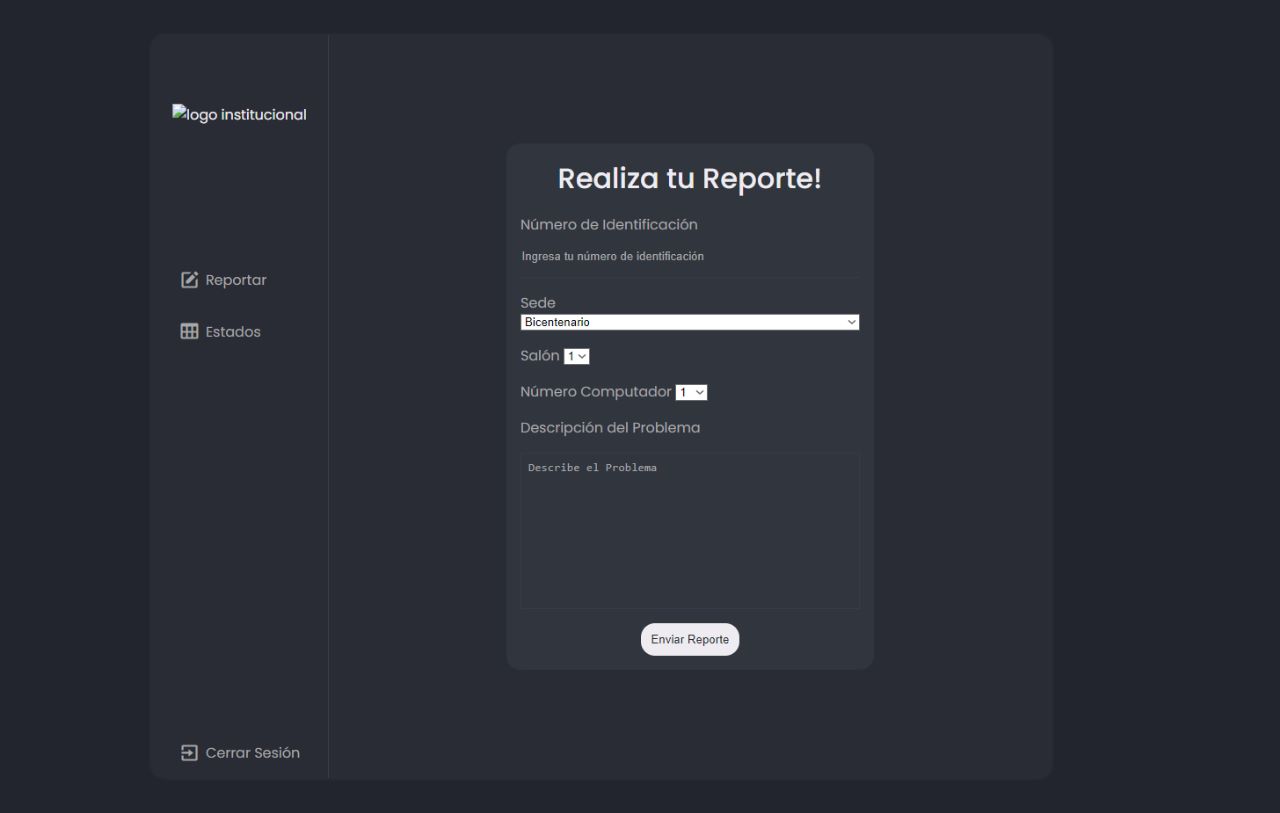 logo institucional
Reportar
Estados
Cerrar Sesión
Realiza tu Reporte!
Número de Identificación
Ingresa tu número de identificación
Sede
Bicentenario
Salón 1
Número Computador 1
Descripción del Problema
Describe el Problema
Enviar Reporte